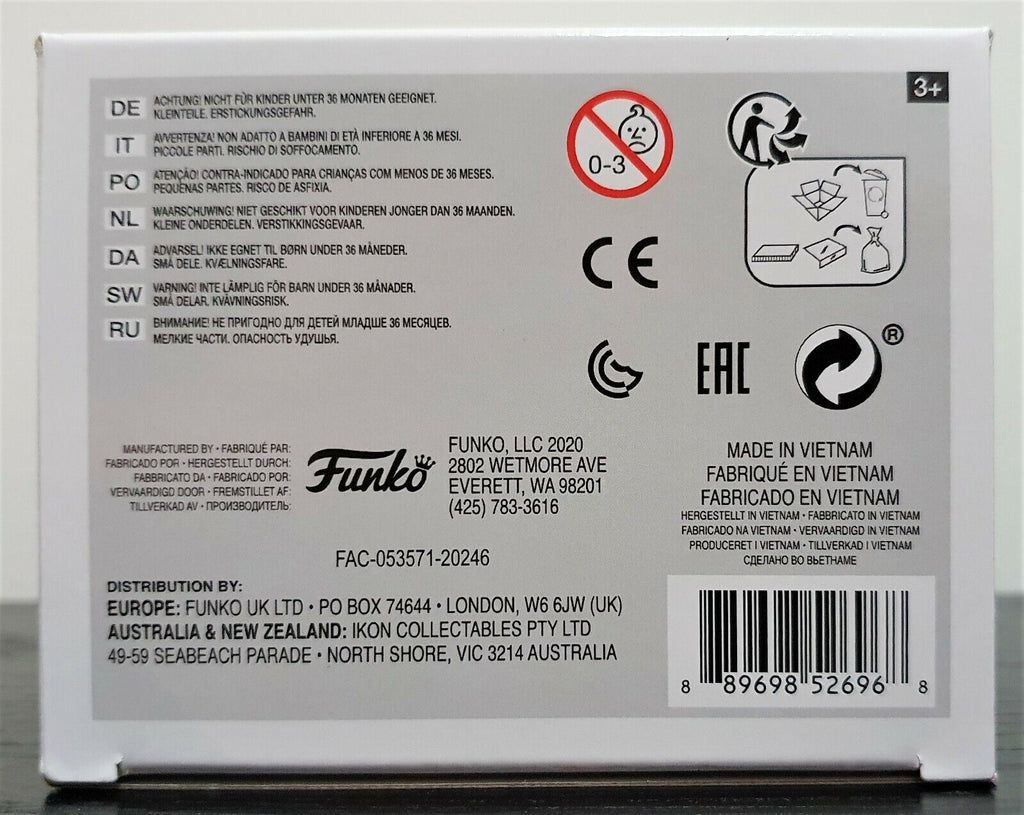 3+
DE ACHTUNG! NICHT FÜR KINDER UNTER 36 MONATEN GEEIGNET.
KLEINTEILE. ERSTICKUNGSGEFAHR.
IT AVVERTENZA! NON ADATTO A BAMBINI DI ETÀ INFERIORE A 36 MESI.
PICCOLE PARTI. RISCHIO DI SOFFOCAMENTO.
PO ATENÇÃO! CONTRA-INDICADO PARA CRIANÇAS COM MENOS DE 36 MESES.
PEQUENAS PARTES. RISCO DE ASFIXIA.
NL WAARSCHUWING! NIET GESCHIKT VOOR KINDEREN JONGER DAN 36 MAANDEN.
KLEINE ONDERDELEN. VERSTIKKINGSGEVAAR.
DA ADVARSEL! IKKE EGNET TIL BØRN UNDER 36 MÅNEDER.
SMÅ DELE. KVÆLNINGSFARE.
SW VARNING! INTE LÄMPLIG FÖR BARN UNDER 36 MÅNADER.
SMÅ DELAR. KVÄVNINGSRISK.
RU ВНИМАНИЕ! НЕ ПРИГОДНО ДЛЯ ДЕТЕЙ МЛАДШЕ 36 МЕСЯЦЕВ.
МЕЛКИЕ ЧАСТИ. ОПАСНОСТЬ УДУШЬЯ.
0-3
CE
EAC
®
MANUFACTURED BY • FABRIQUÉ PAR:
FABRICADO POR • HERGESTELLT DURCH:
FABBRICATO DA • FABRICADO POR:
VERVAARDIGD DOOR • FREMSTILLET AF:
TILLVERKAD AV • ПРОИЗВОДИТЕЛЬ:
Funko
FUNKO, LLC 2020
2802 WETMORE AVE
EVERETT, WA 98201
(425) 783-3616
MADE IN VIETNAM
FABRIQUÉ EN VIETNAM
FABRICADO EN VIETNAM
HERGESTELLT IN VIETNAM • FABBRICATO IN VIETNAM
FABRICADO NA VIETNAM • VERVAARDIGD IN VIETNAM
PRODUCERET I VIETNAM • TILLVERKAD I VIETNAM
СДЕЛАНО ВО ВЬЕТНАМЕ
FAC-053571-20246
DISTRIBUTION BY:
EUROPE: FUNKO UK LTD • PO BOX 74644 • LONDON, W6 6JW (UK)
AUSTRALIA & NEW ZEALAND: IKON COLLECTABLES PTY LTD
49-59 SEABEACH PARADE • NORTH SHORE, VIC 3214 AUSTRALIA
8 89698 52696 8